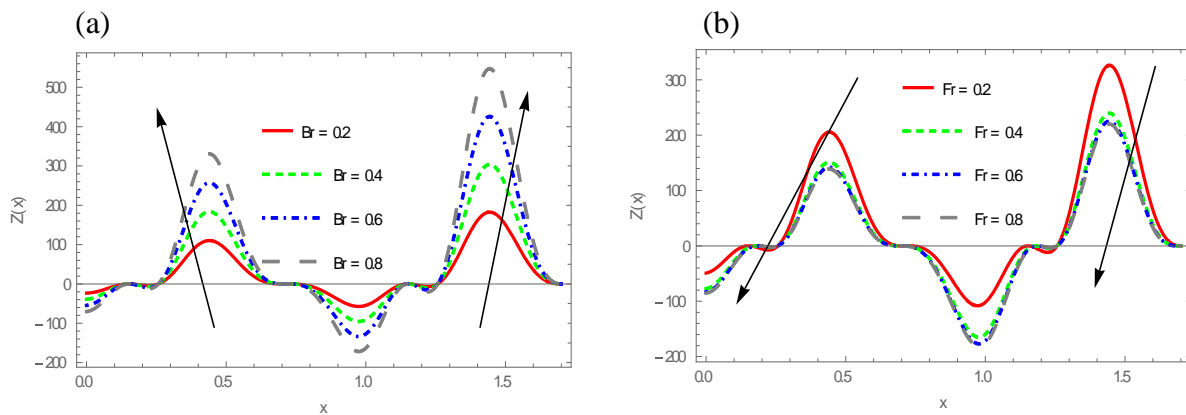 (a)
Z(x)
500
400
300
200
100
0
−100
−200
0.0 0.5 1.0 1.5
x
Br = 0.2
Br = 0.4
Br = 0.6
Br = 0.8
(b)
Z(x)
300
200
100
0
−100
−200
0.0 0.5 1.0 1.5
x
Fr = 0.2
Fr = 0.4
Fr = 0.6
Fr = 0.8